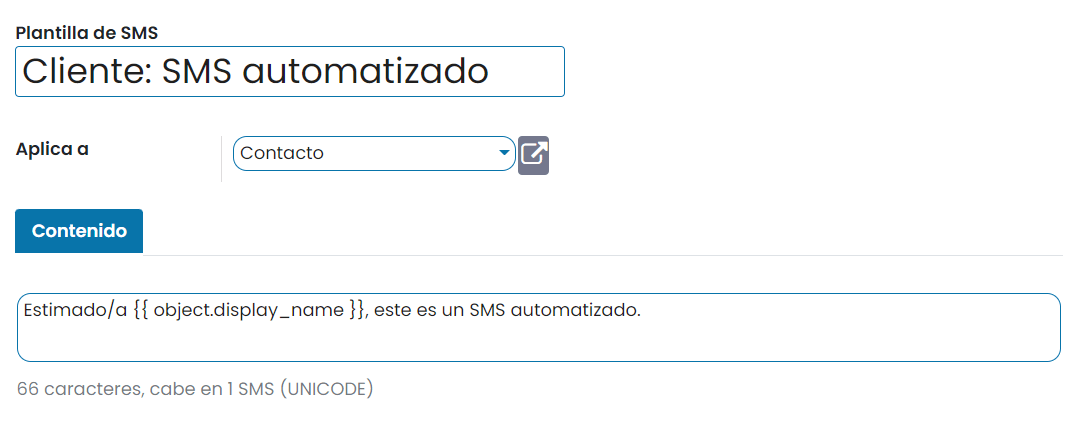 Plantilla de SMS
Cliente: SMS automatizado
Aplica a
Contacto
Contenido
Estimado/a {{ object.display_name }}, este es un SMS automatizado.
66 caracteres, cabe en 1 SMS (UNICODE)